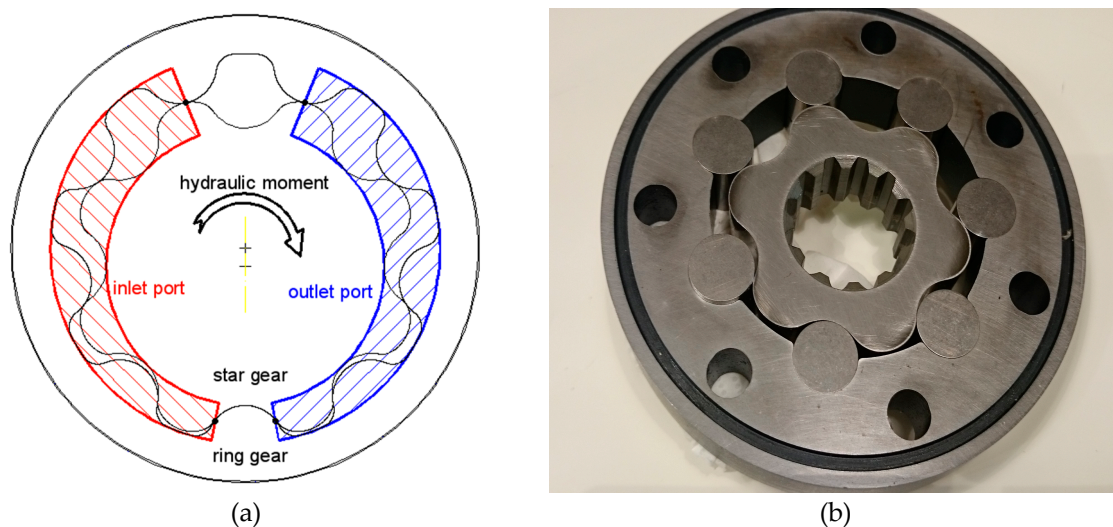 hydraulic moment
inlet port
outlet port
star gear
ring gear
(a)
(b)